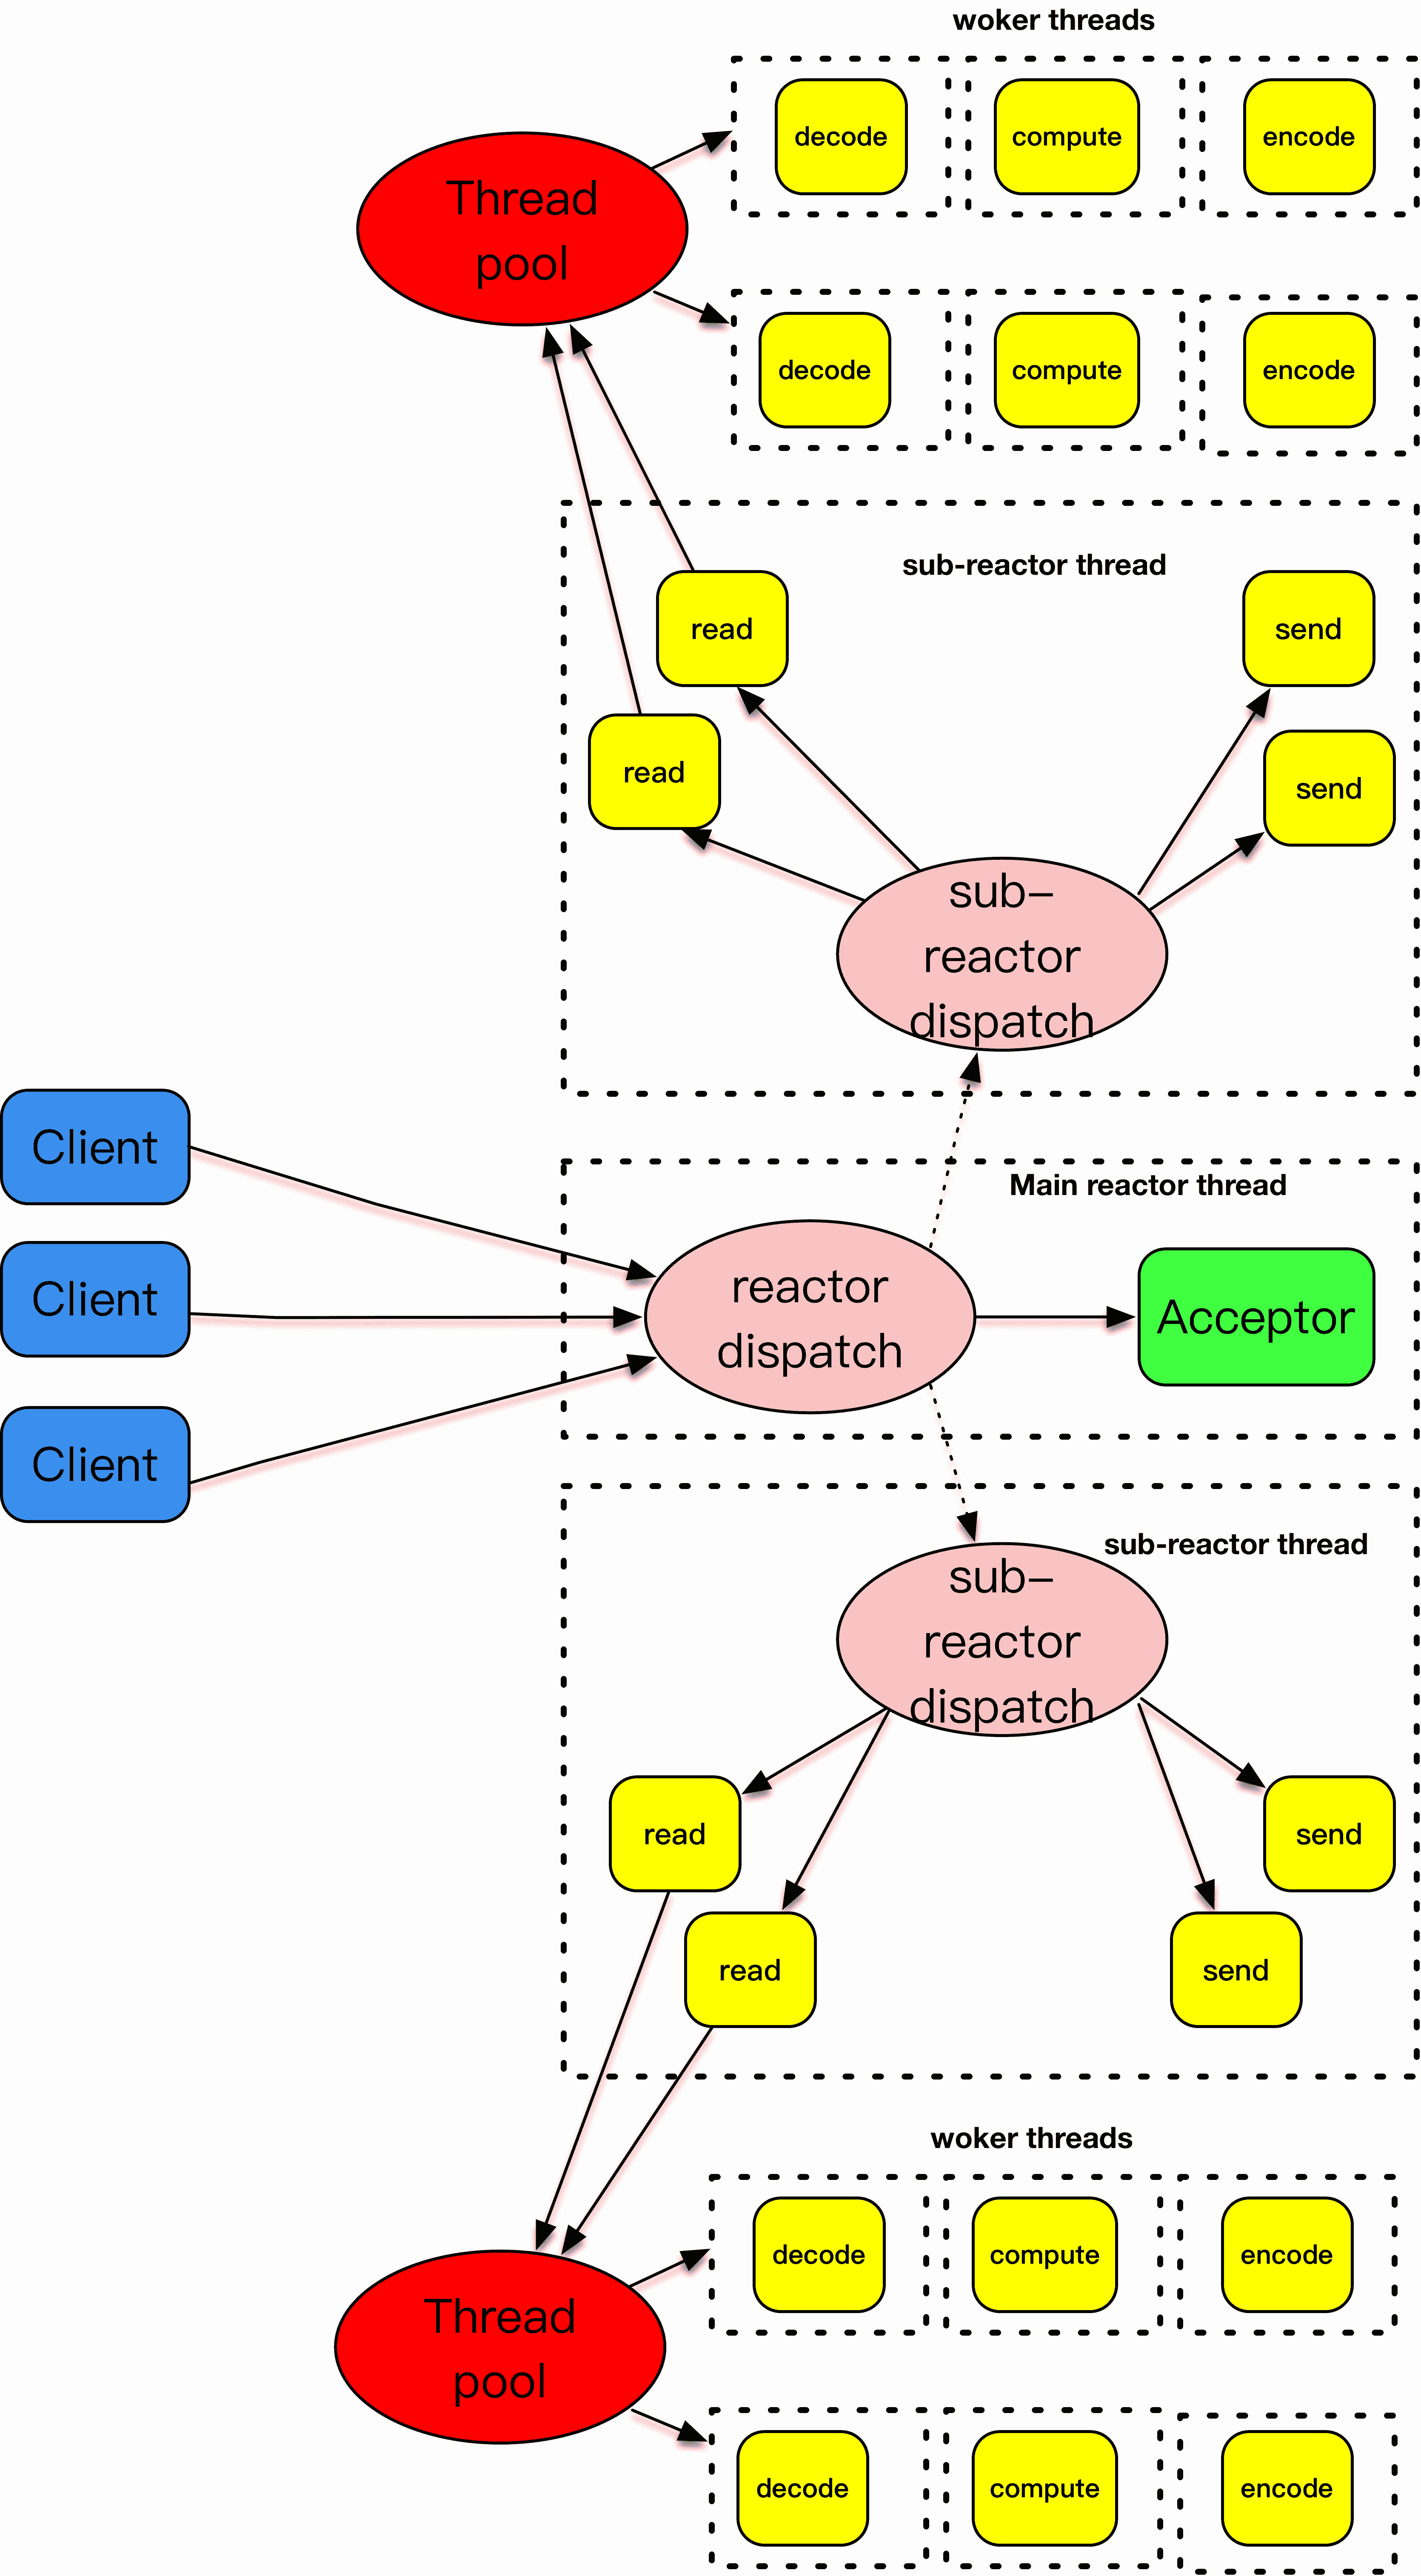 woker threads
decode
compute
encode
Thread
pool
decode
compute
encode
sub-reactor thread
read
send
read
send
sub–
reactor
dispatch
Client
Main reactor thread
Client
reactor
dispatch
Acceptor
Client
sub-reactor thread
sub–
reactor
dispatch
read
send
read
send
woker threads
decode
compute
encode
Thread
pool
decode
compute
encode